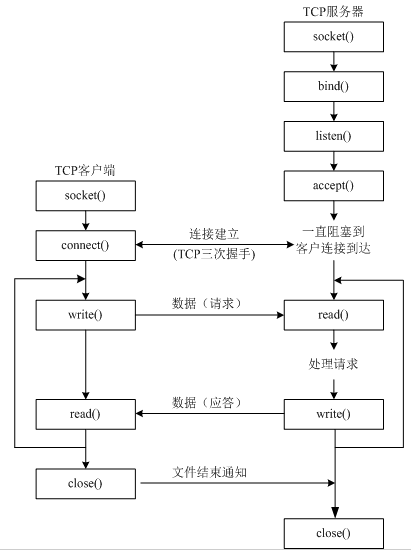 TCP服务器
socket()
bind()
listen()
accept()
TCP客户端
socket()
connect()
连接建立
(TCP三次握手)
一直阻塞到
客户连接到达
write()
数据（请求）
read()
处理请求
read()
数据（应答）
write()
close()
文件结束通知
close()